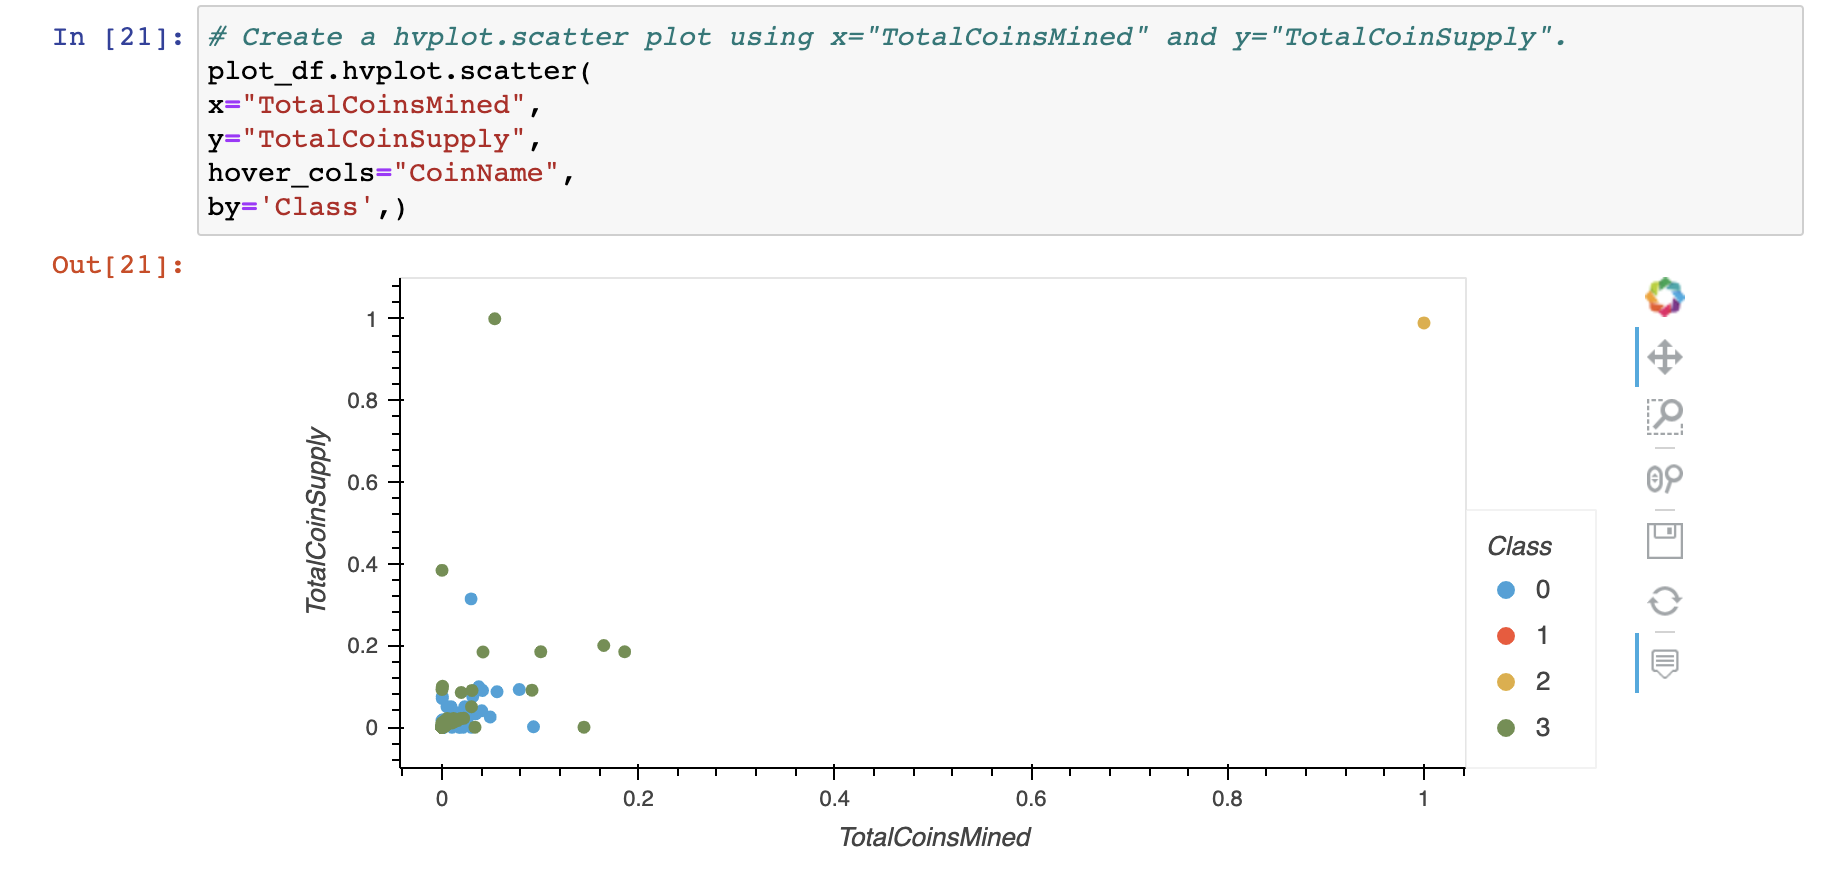 In [21]:
# Create a hvplot.scatter plot using x="TotalCoinsMined" and y="TotalCoinSupply".
plot_df.hvplot.scatter(
x="TotalCoinsMined",
y="TotalCoinSupply",
hover_cols="CoinName",
by='Class',)
Out[21]:
1
0.8
0.6
0.4
0.2
0
TotalCoinSupply
0 0.2 0.4 0.6 0.8 1
TotalCoinsMined
Class
0
1
2
3